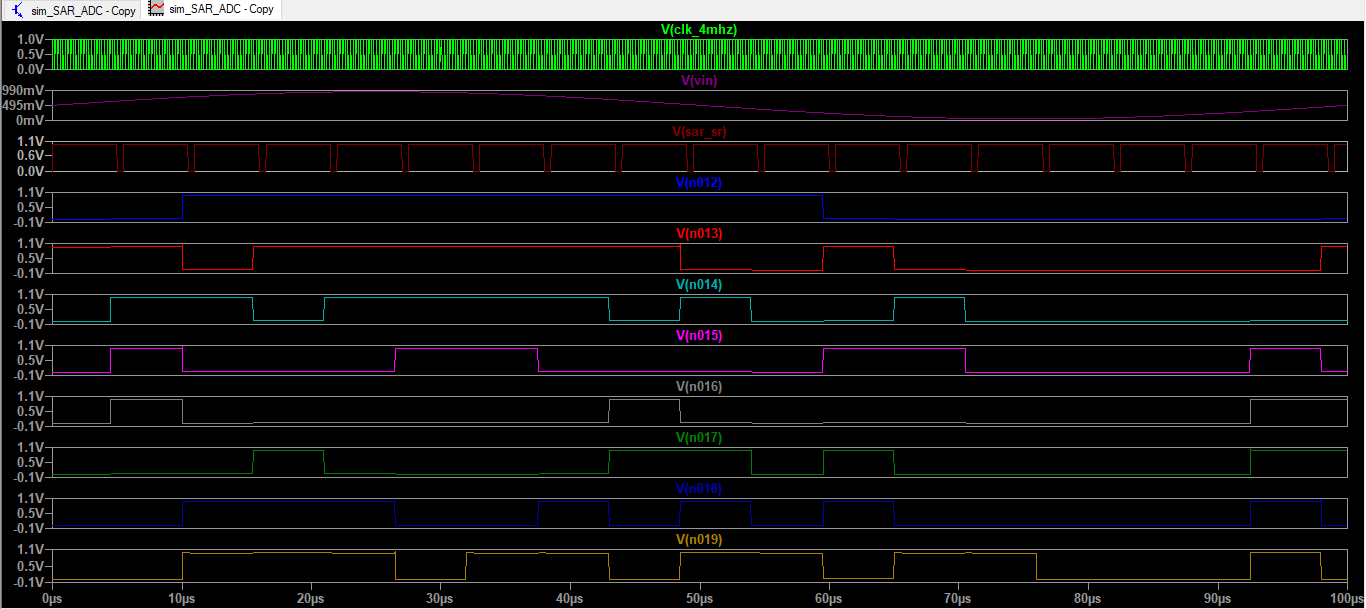 sim_SAR_ADC - Copy sim_SAR_ADC - Copy
V(clk_4mhz)
1.0V
0.5V
0.0V
V(vin)
990mV
495mV
0mV
V(sar_sr)
1.1V
0.6V
0.0V
V(n012)
1.1V
0.5V
-0.1V
V(n013)
1.1V
0.5V
-0.1V
V(n014)
1.1V
0.5V
-0.1V
V(n015)
1.1V
0.5V
-0.1V
V(n016)
1.1V
0.5V
-0.1V
V(n017)
1.1V
0.5V
-0.1V
V(n018)
1.1V
0.5V
-0.1V
V(n019)
1.1V
0.5V
-0.1V
0µs 10µs 20µs 30µs 40µs 50µs 60µs 70µs 80µs 90µs 100µs